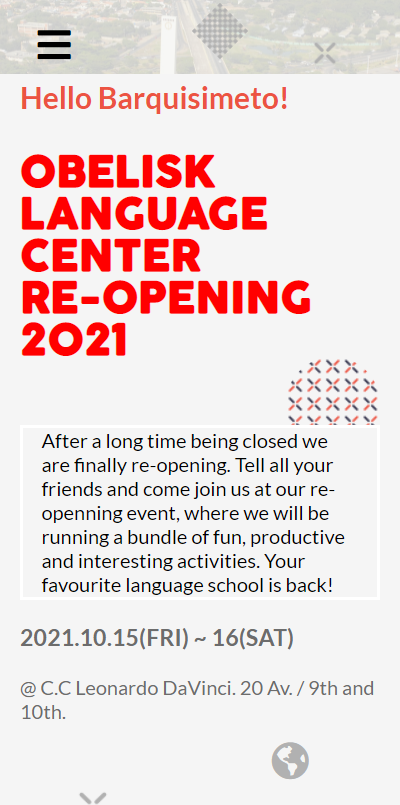 Hello Barquisimeto!
OBELISK
LANGUAGE
CENTER
RE-OPENING
2021
After a long time being closed we
are finally re-opening. Tell all your
friends and come join us at our re-
openning event, where we will be
running a bundle of fun, productive
and interesting activities. Your
favourite language school is back!
2021.10.15(FRI) ~ 16(SAT)
@ C.C Leonardo DaVinci. 20 Av. / 9th and
10th.